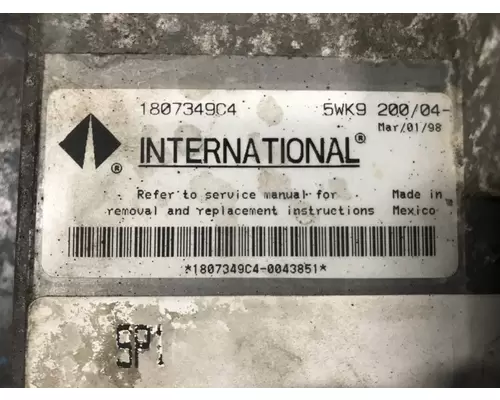 1807349C4 5WK9 200/04-
Mar/01/98
® INTERNATIONAL®
Refer to service manual for Made in
removal and replacement instructions Mexico
*1807349C4-0043851*
SP1